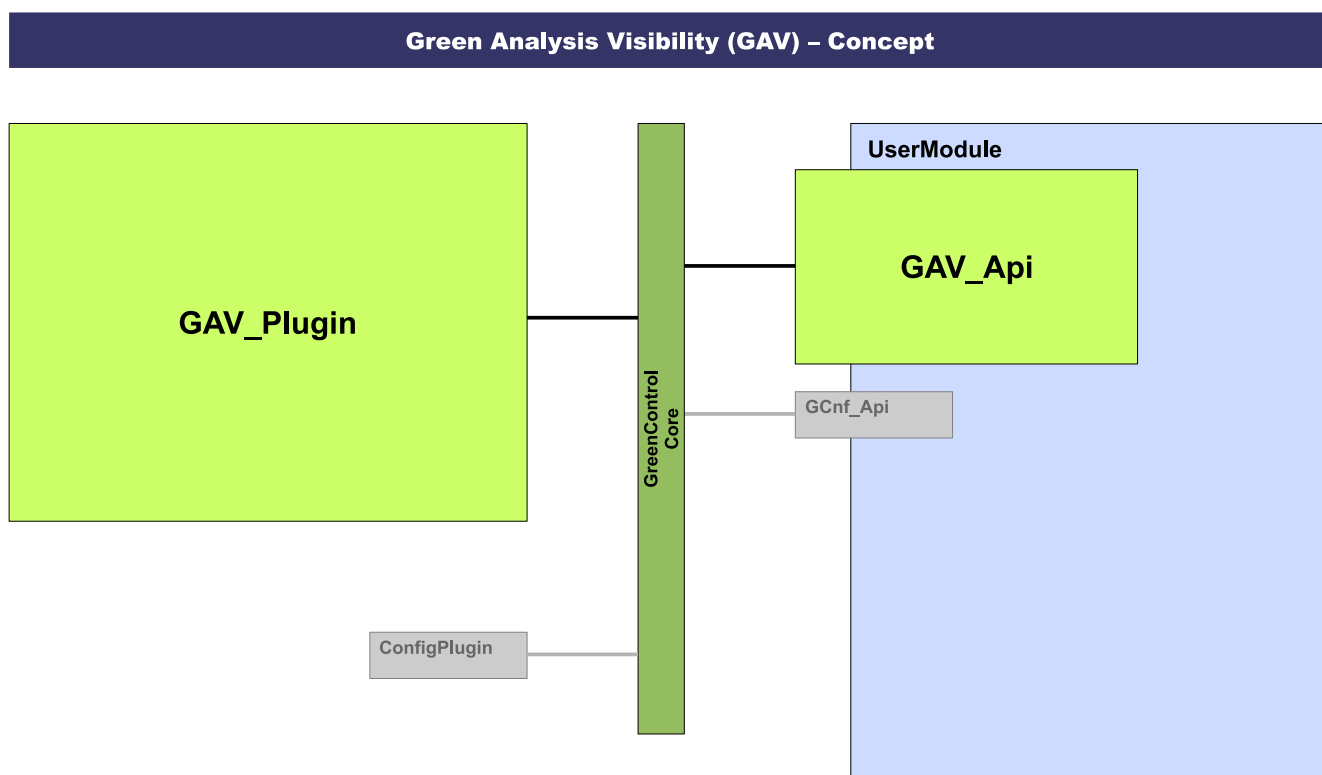 Green Analysis Visibility (GAV) – Concept
UserModule
GAV_Api
GAV_Plugin
GreenControl
Core
GCnf_Api
ConfigPlugin